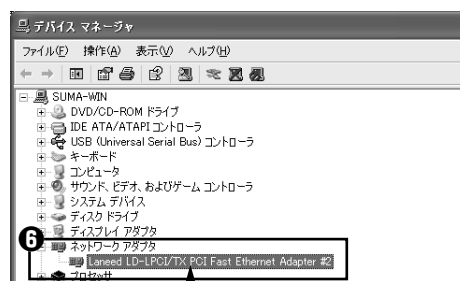 デバイス マネージャ
ファイル(F) 操作(A) 表示(V) ヘルプ(H)
SUMA-WIN
DVD/CD-ROM ドライブ
IDE ATA/ATAPI コントローラ
USB (Universal Serial Bus) コントローラ
キーボード
コンピュータ
サウンド、ビデオ、およびゲーム コントローラ
システム デバイス
ディスク ドライブ
ディスプレイ アダプタ
❻ ネットワーク アダプタ
Laneed LD-LPCI/TX PCI Fast Ethernet Adapter #2
プロセッサ